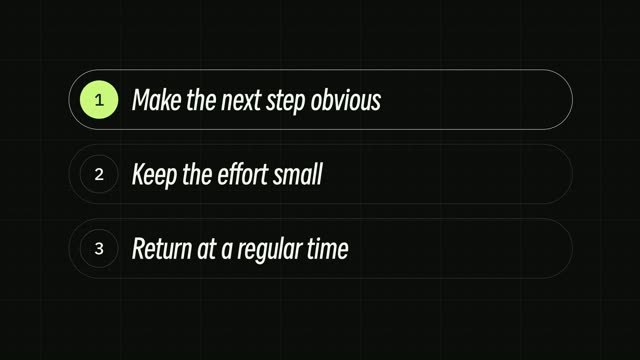 1 Make the next step obvious
2 Keep the effort small
3 Return at a regular time